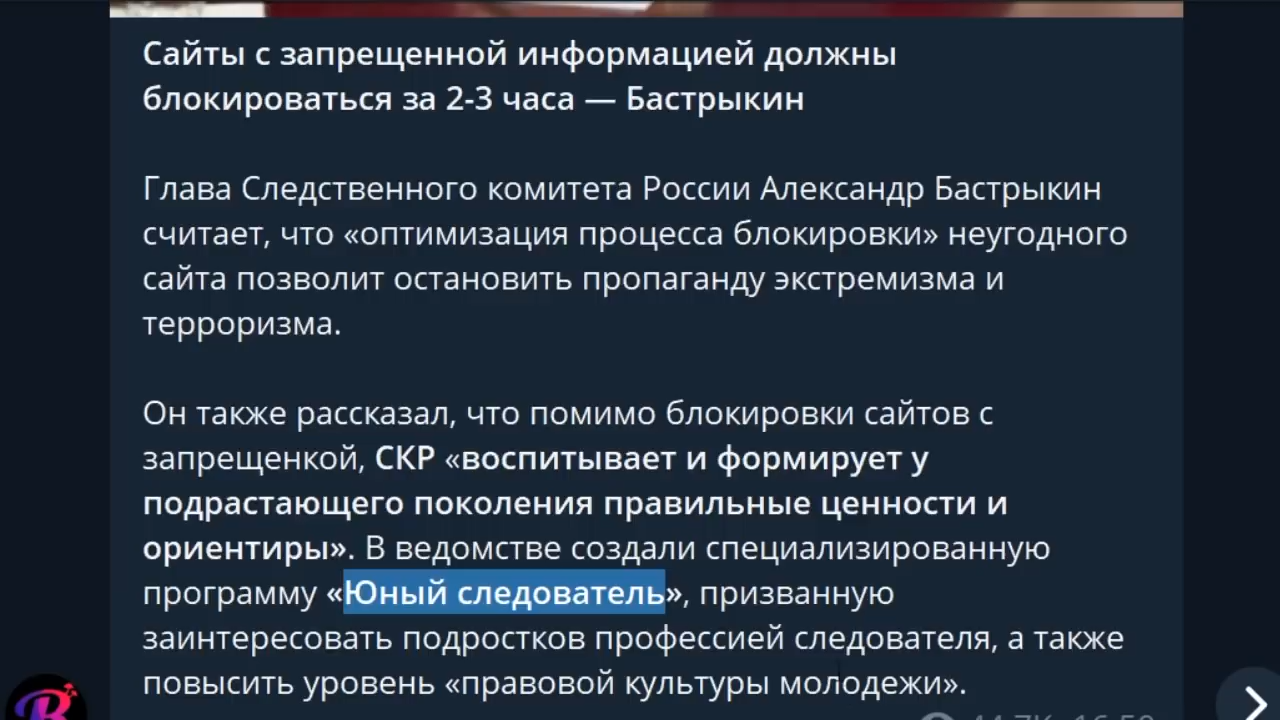 Сайты с запрещенной информацией должны
блокироваться за 2-3 часа — Бастрыкин
Глава Следственного комитета России Александр Бастрыкин
считает, что «оптимизация процесса блокировки» неугодного
сайта позволит остановить пропаганду экстремизма и
терроризма.
Он также рассказал, что помимо блокировки сайтов с
запрещенкой, СКР «воспитывает и формирует у
подрастающего поколения правильные ценности и
ориентиры». В ведомстве создали специализированную
программу «Юный следователь», призванную
заинтересовать подростков профессией следователя, а также
повысить уровень «правовой культуры молодежи».